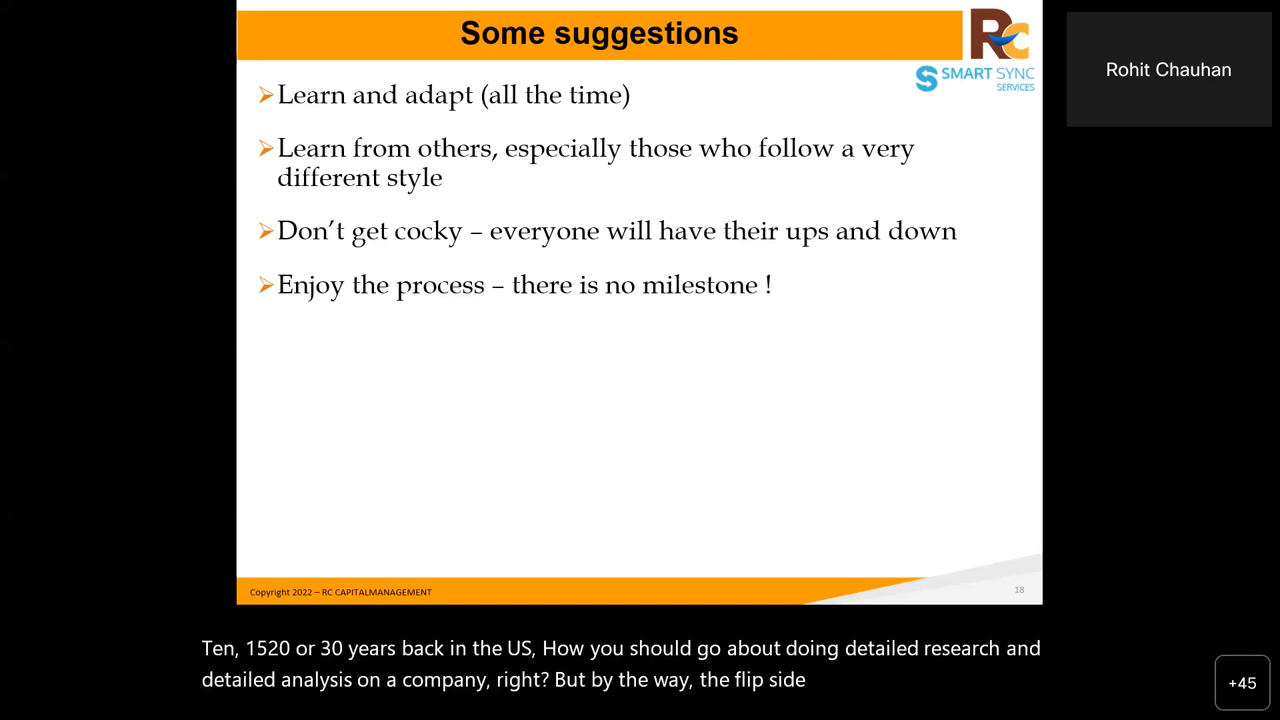 Some suggestions
RC
SMART SYNC
SERVICES
Rohit Chauhan
➢Learn and adapt (all the time)
➢Learn from others, especially those who follow a very
different style
➢Don’t get cocky – everyone will have their ups and down
➢Enjoy the process – there is no milestone !
Copyright 2022 – RC CAPITALMANAGEMENT
18
Ten, 1520 or 30 years back in the US, How you should go about doing detailed research and
detailed analysis on a company, right? But by the way, the flip side
+45